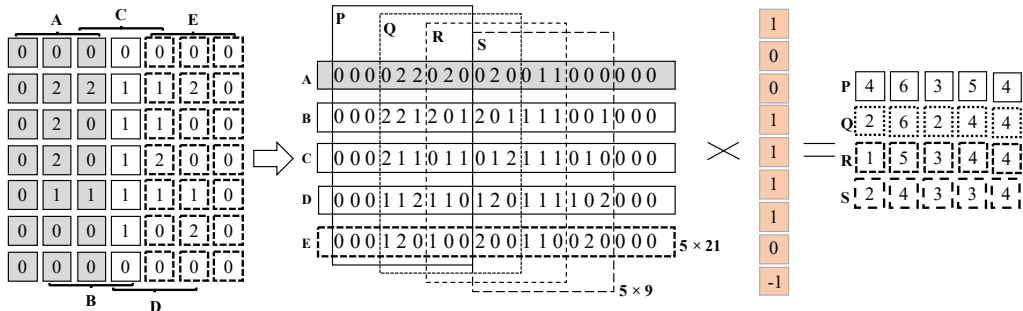 A C E
0 0 0 0 0 0 0
0 2 2 1 1 2 0
0 2 0 1 1 0 0
0 2 0 1 2 0 0
0 1 1 1 1 1 0
0 0 0 1 0 2 0
0 0 0 0 0 0 0
B D
P
Q
R
S
A 0 0 0 0 2 2 0 2 0 0 2 0 0 1 1 0 0 0 0 0 0
B 0 0 0 2 2 1 2 0 1 2 0 1 1 1 1 0 0 1 0 0 0
C 0 0 0 2 1 1 0 1 1 0 1 2 1 1 1 0 1 0 0 0 0
D 0 0 0 1 1 2 1 1 0 1 2 0 1 1 1 1 0 2 0 0 0
E 0 0 0 1 2 0 1 0 0 2 0 0 1 1 0 0 2 0 0 0 0
5 × 21
5 × 9
×
1
0
0
1
1
1
1
0
-1
=
P 4 6 3 5 4
Q 2 6 2 4 4
R 1 5 3 4 4
S 2 4 3 3 4